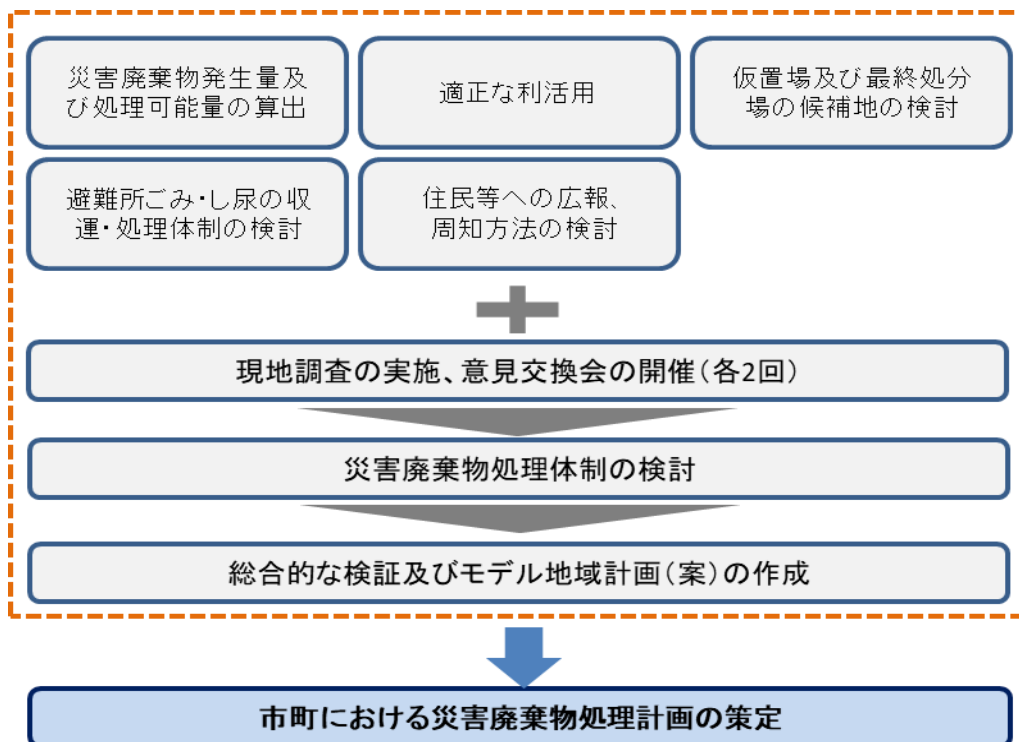 災害廃棄物発生量及
び処理可能量の算出
適正な利活用
仮置場及び最終処分
場の候補地の検討
避難所ごみ・し尿の収
運・処理体制の検討
住民等への広報、
周知方法の検討
現地調査の実施、意見交換会の開催（各2回）
災害廃棄物処理体制の検討
総合的な検証及びモデル地域計画（案）の作成
市町における災害廃棄物処理計画の策定